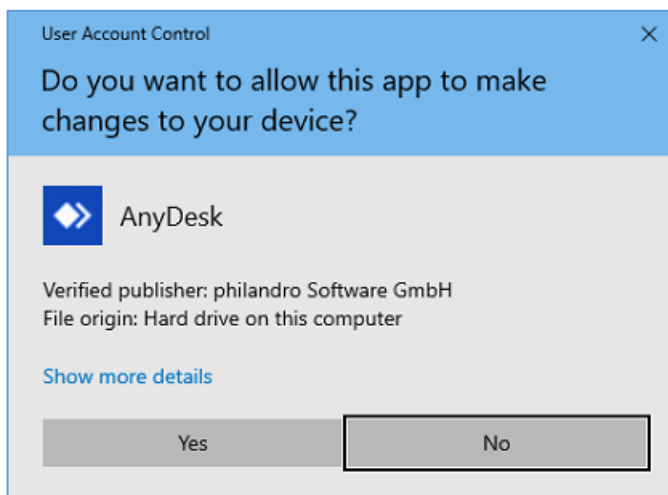 User Account Control
Do you want to allow this app to make
changes to your device?
AnyDesk
Verified publisher: philandro Software GmbH
File origin: Hard drive on this computer
Show more details
Yes
No